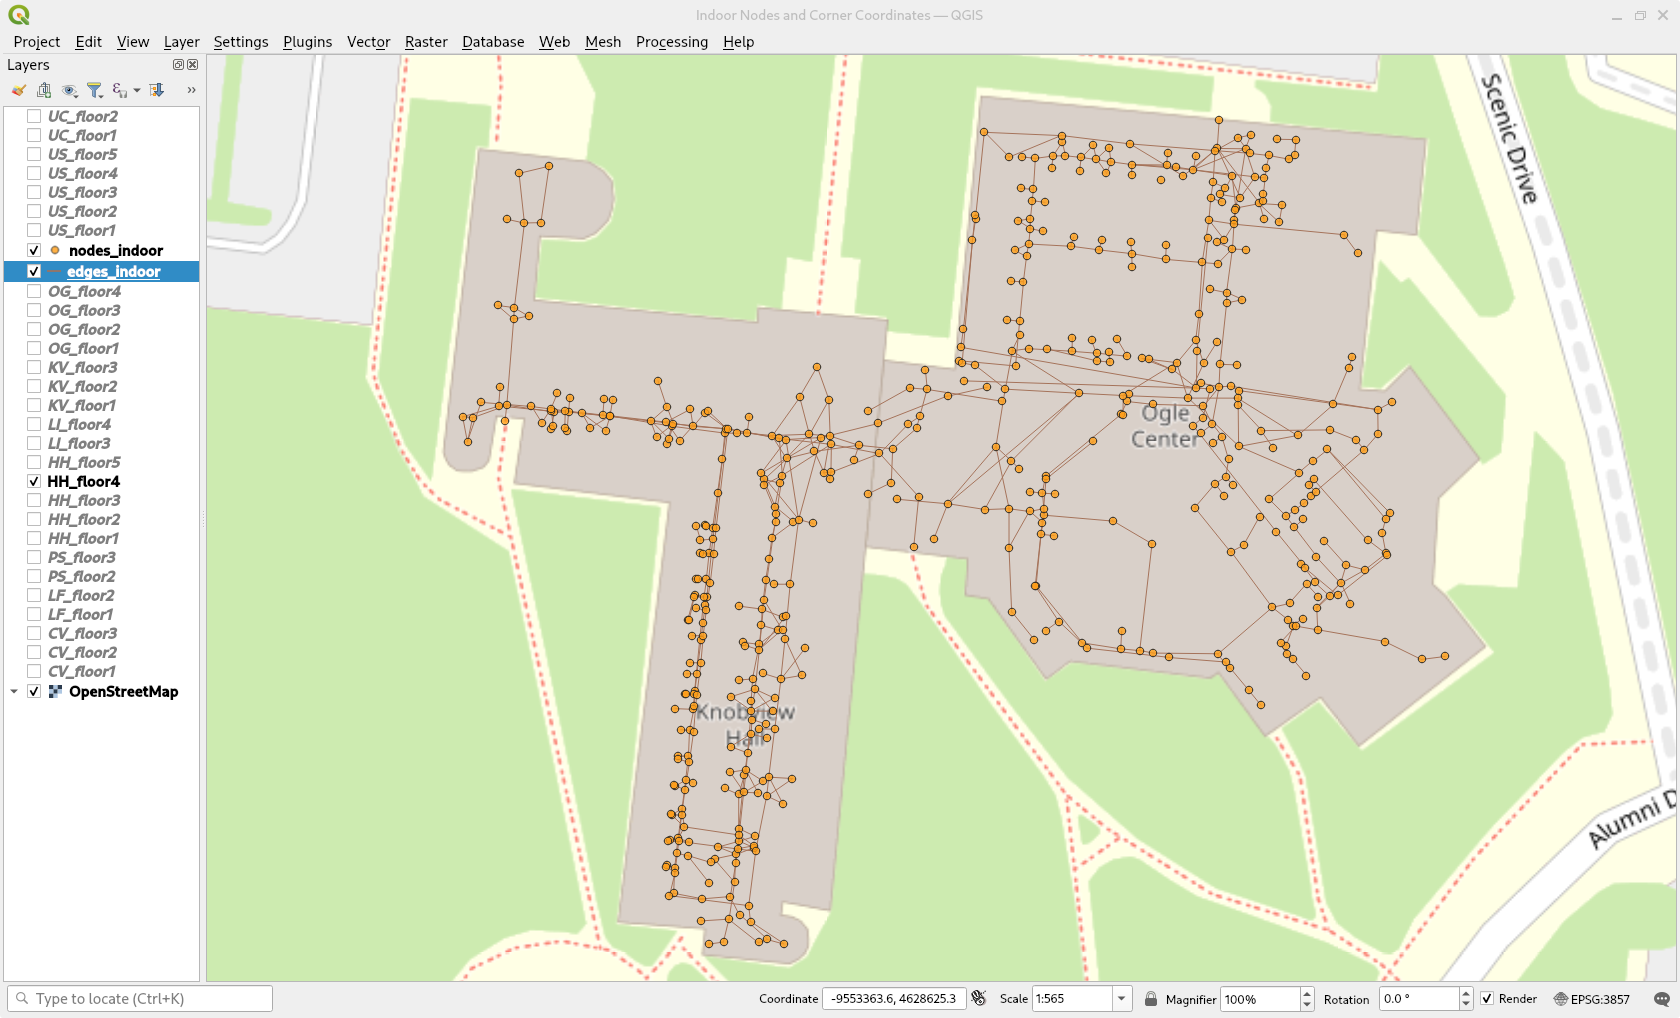 Indoor Nodes and Corner Coordinates — QGIS
Project Edit View Layer Settings Plugins Vector Raster Database Web Mesh Processing Help
Layers
UC_floor2
UC_floor1
US_floor5
US_floor4
US_floor3
US_floor2
US_floor1
nodes_indoor
edges_indoor
OG_floor4
OG_floor3
OG_floor2
OG_floor1
KV_floor3
KV_floor2
KV_floor1
LI_floor4
LI_floor3
HH_floor5
HH_floor4
HH_floor3
HH_floor2
HH_floor1
PS_floor3
PS_floor2
LF_floor2
LF_floor1
CV_floor3
CV_floor2
CV_floor1
OpenStreetMap
Scenic Drive
Ogle
Center
Knobview
Hall
Alumni D
Type to locate (Ctrl+K)
Coordinate -9553363.6, 4628625.3 Scale 1:565 Magnifier 100% Rotation 0.0 ° Render EPSG:3857